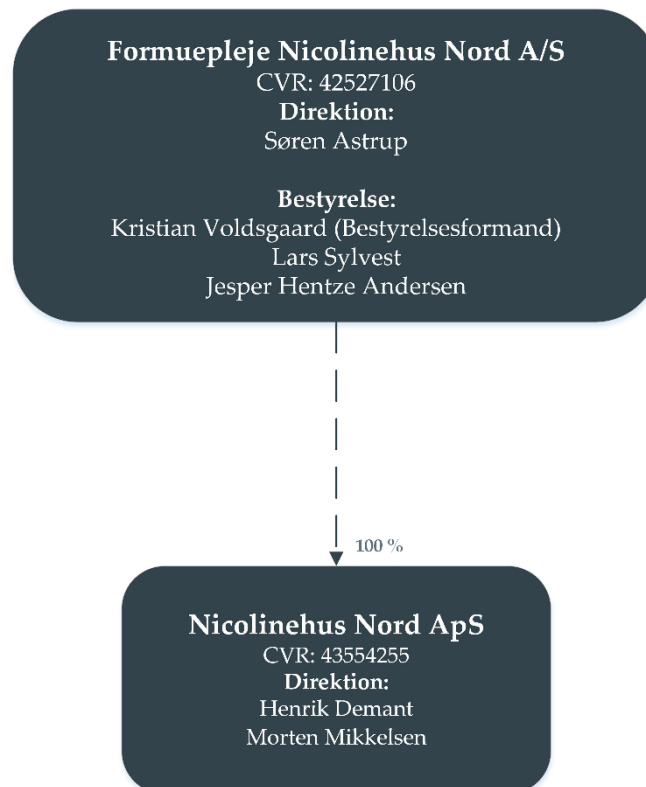 Formuepleje Nicolinehus Nord A/S
CVR: 42527106
Direktion:
Søren Astrup
Bestyrelse:
Kristian Voldsgaard (Bestyrelsesformand)
Lars Sylvest
Jesper Hentze Andersen
100 %
Nicolinehus Nord ApS
CVR: 43554255
Direktion:
Henrik Demant
Morten Mikkelsen